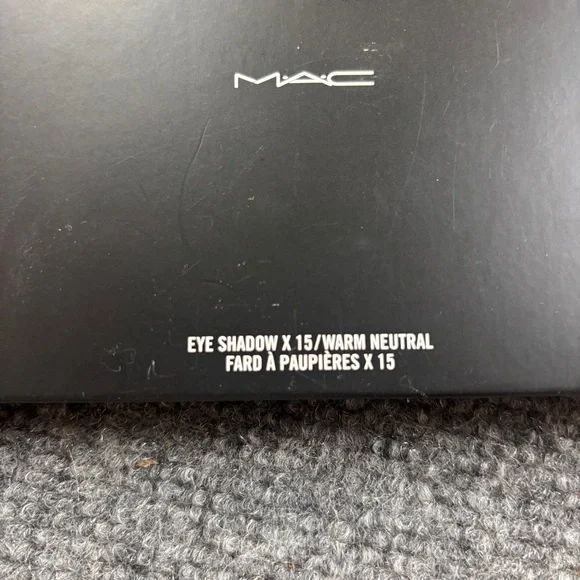 M·A·C
EYE SHADOW X 15/WARM NEUTRAL
FARD À PAUPIÈRES X 15